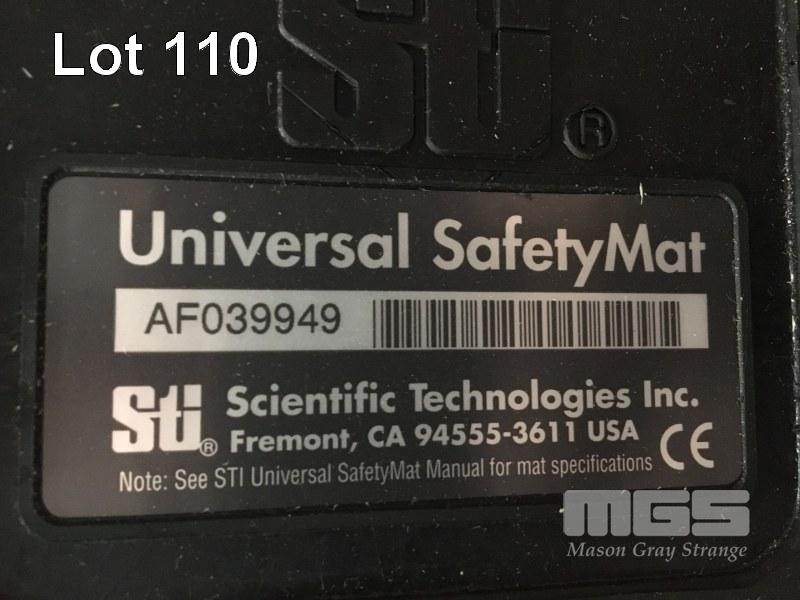 Lot 110
sti®
Universal SafetyMat
AF039949
sti® Scientific Technologies Inc.
Fremont, CA 94555-3611 USA
CE
Note: See STI Universal SafetyMat Manual for mat specifications
MGS
Mason Gray Strange